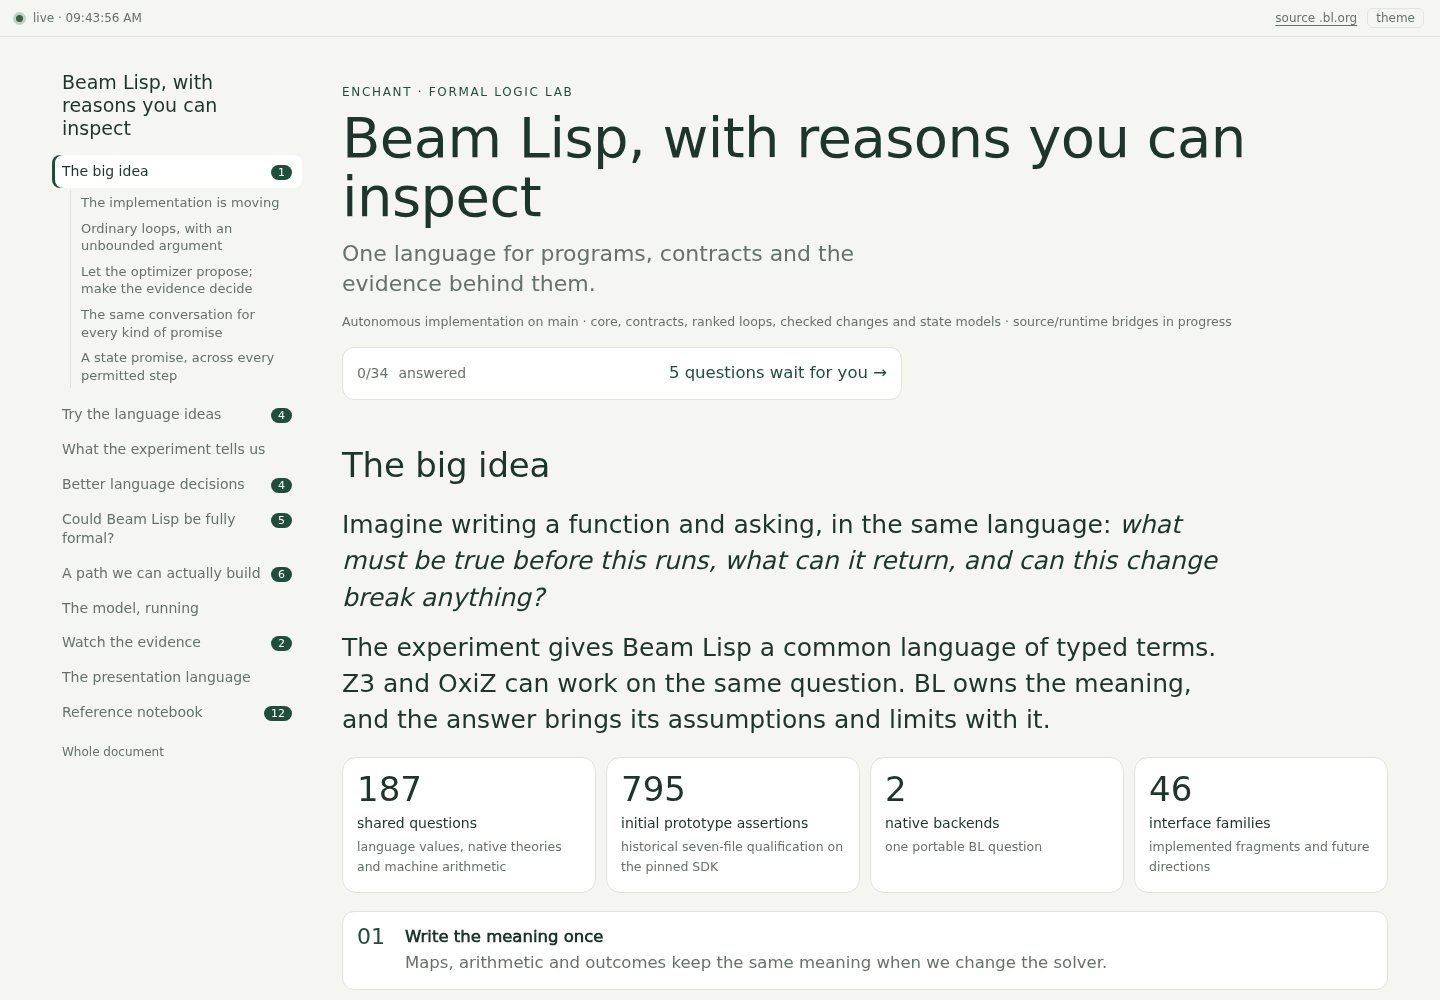 live · 09:43:56 AM
source .bl.org
theme
Beam Lisp, with
reasons you can
inspect
The big idea 1
The implementation is moving
Ordinary loops, with an
unbounded argument
Let the optimizer propose;
make the evidence decide
The same conversation for
every kind of promise
A state promise, across every
permitted step
Try the language ideas 4
What the experiment tells us
Better language decisions 4
Could Beam Lisp be fully 5
formal?
A path we can actually build 6
The model, running
Watch the evidence 2
The presentation language
Reference notebook 12
Whole document
ENCHANT · FORMAL LOGIC LAB
Beam Lisp, with reasons you can
inspect
One language for programs, contracts and the
evidence behind them.
Autonomous implementation on main · core, contracts, ranked loops, checked changes and state models · source/runtime bridges in progress
0/34 answered 5 questions wait for you →
The big idea
Imagine writing a function and asking, in the same language: what
must be true before this runs, what can it return, and can this change
break anything?
The experiment gives Beam Lisp a common language of typed terms.
Z3 and OxiZ can work on the same question. BL owns the meaning,
and the answer brings its assumptions and limits with it.
187
shared questions
language values, native theories
and machine arithmetic
795
initial prototype assertions
historical seven-file qualification on
the pinned SDK
2
native backends
one portable BL question
46
interface families
implemented fragments and future
directions
01 Write the meaning once
Maps, arithmetic and outcomes keep the same meaning when we change the solver.